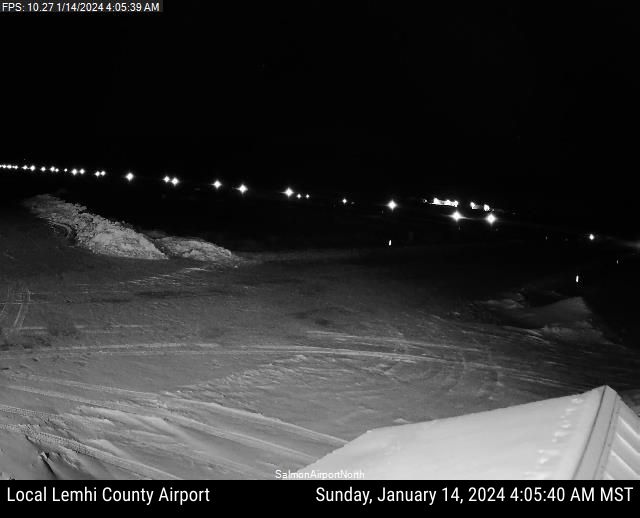 FPS: 10.27 1/14/2024 4:05:39 AM
SalmonAirportNorth
Local Lemhi County Airport
Sunday, January 14, 2024 4:05:40 AM MST